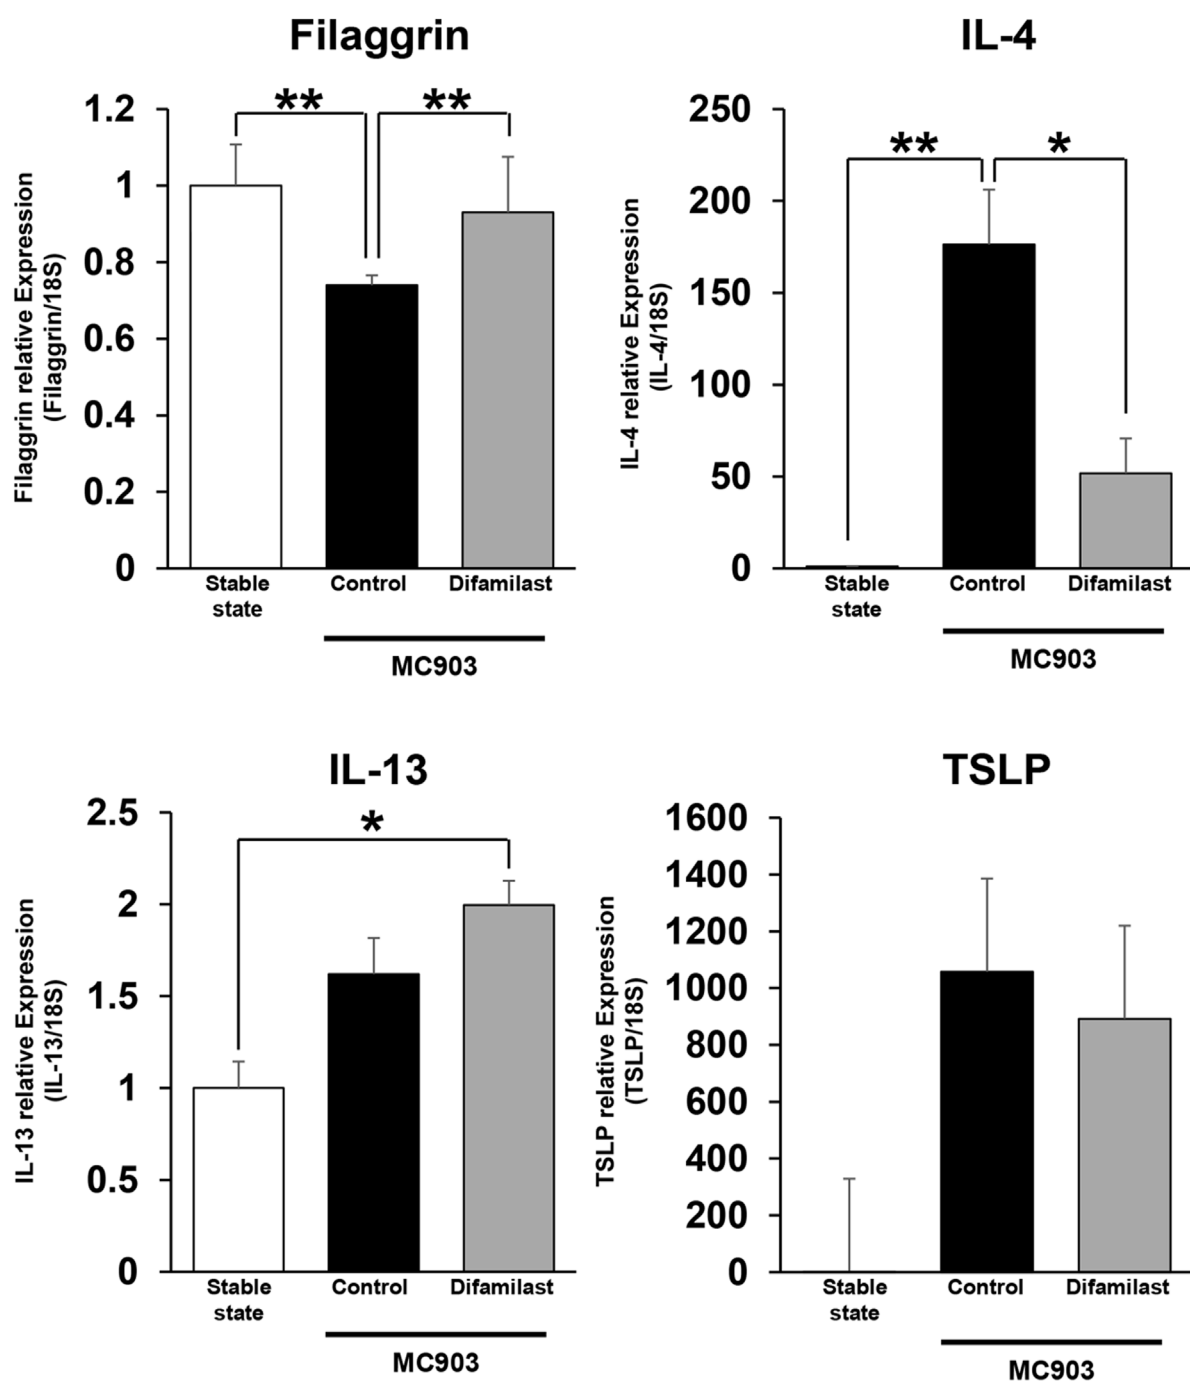 Filaggrin
Filaggrin relative Expression
(Filaggrin/18S)
1.2
1
0.8
0.6
0.4
0.2
0
** **
Stable
state
Control
Difamilast
MC903
IL-4
IL-4 relative Expression
(IL-4/18S)
250
200
150
100
50
0
** *
Stable
state
Control
Difamilast
MC903
IL-13
IL-13 relative Expression
(IL-13/18S)
2.5
2
1.5
1
0.5
0
*
Stable
state
Control
Difamilast
MC903
TSLP
TSLP relative Expression
(TSLP/18S)
1600
1400
1200
1000
800
600
400
200
0
Stable
state
Control
Difamilast
MC903